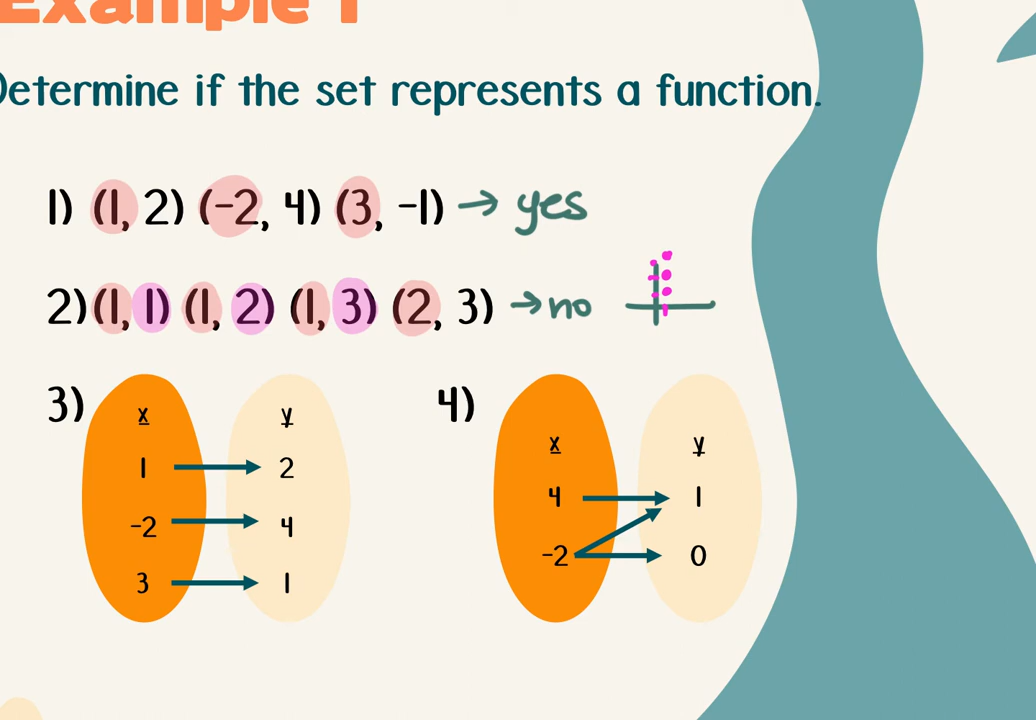 Example 1
Determine if the set represents a function.
1) (1, 2) (-2, 4) (3, -1) → yes
2) (1, 1) (1, 2) (1, 3) (2, 3) → no
3)
x y
1 → 2
-2 → 4
3 → 1
4)
x y
4 → 1
-2 → 0